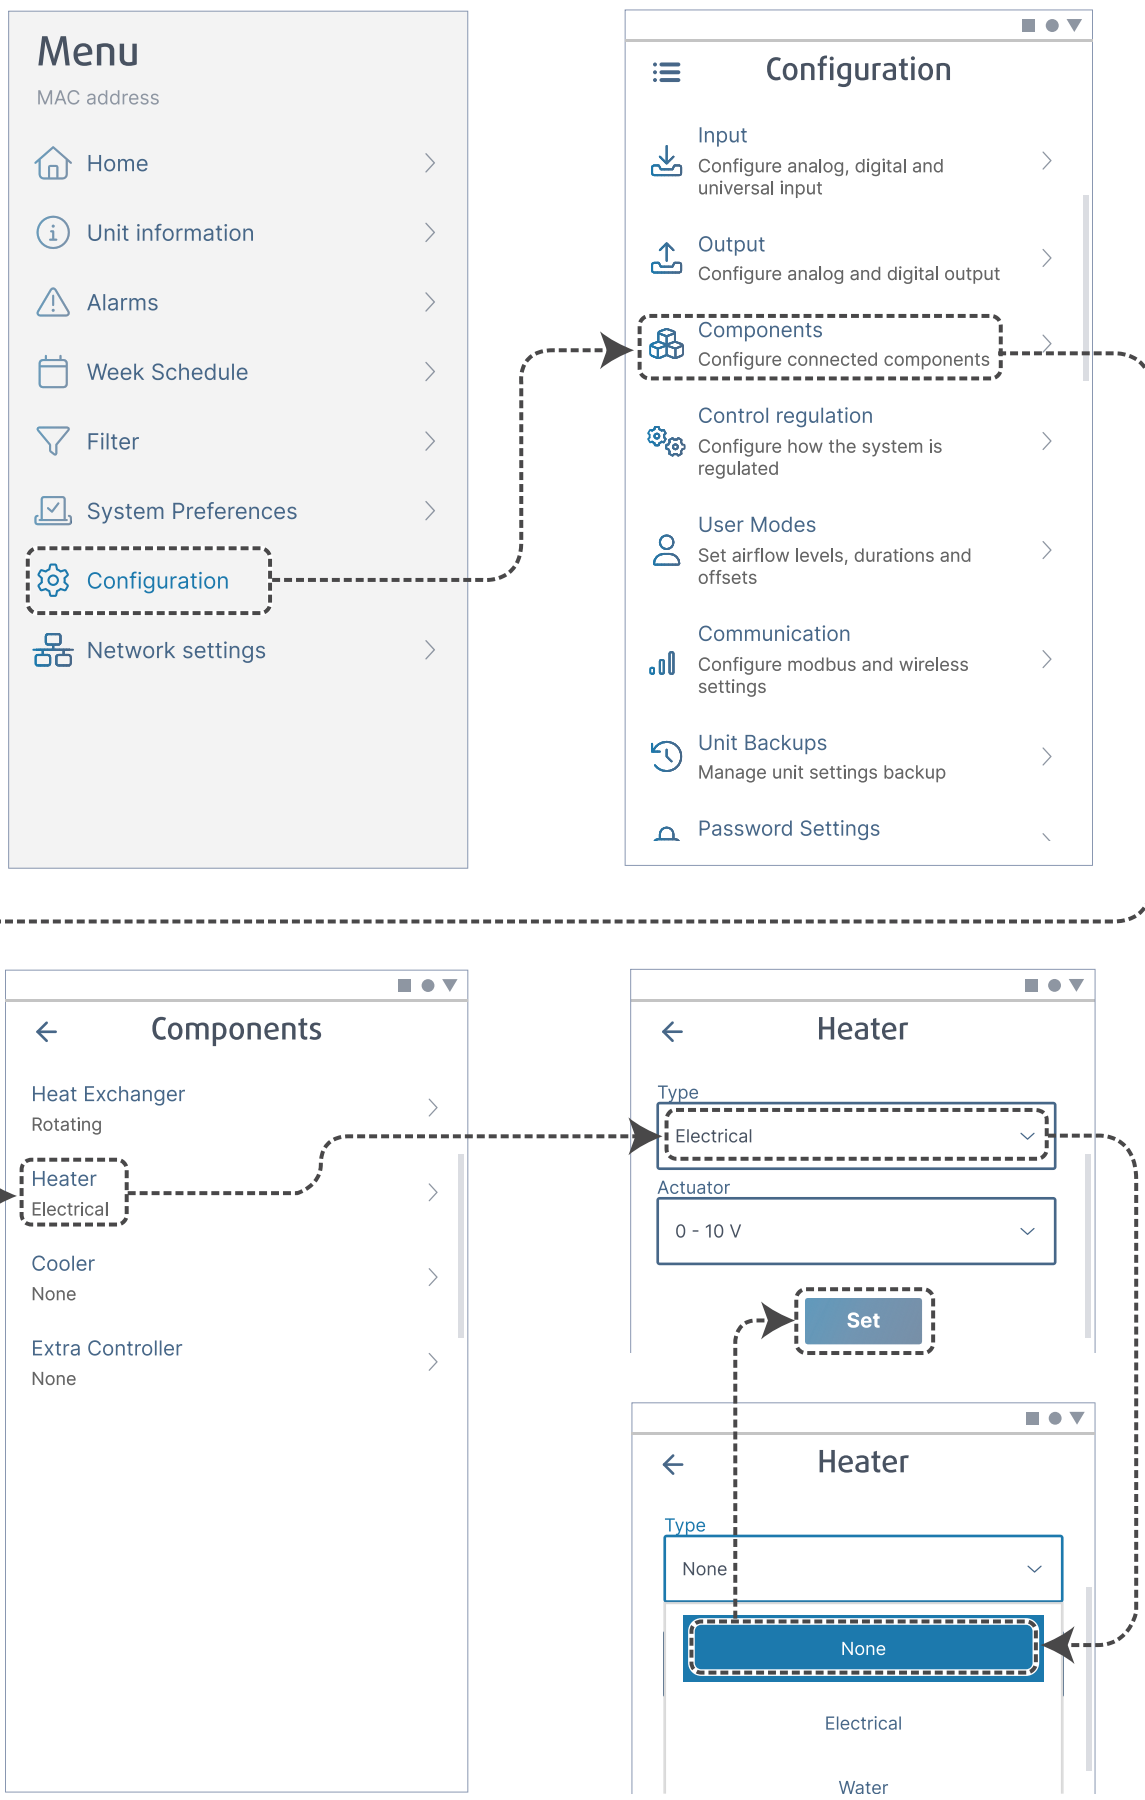 Menu
MAC address
Home
Unit information
Alarms
Week Schedule
Filter
System Preferences
Configuration
Network settings
Configuration
Input
Configure analog, digital and
universal input
Output
Configure analog and digital output
Components
Configure connected components
Control regulation
Configure how the system is
regulated
User Modes
Set airflow levels, durations and
offsets
Communication
Configure modbus and wireless
settings
Unit Backups
Manage unit settings backup
Password Settings
Components
Heat Exchanger
Rotating
Heater
Electrical
Cooler
None
Extra Controller
None
Heater
Type
Electrical
Actuator
0 - 10 V
Set
Heater
Type
None
None
Electrical
Water